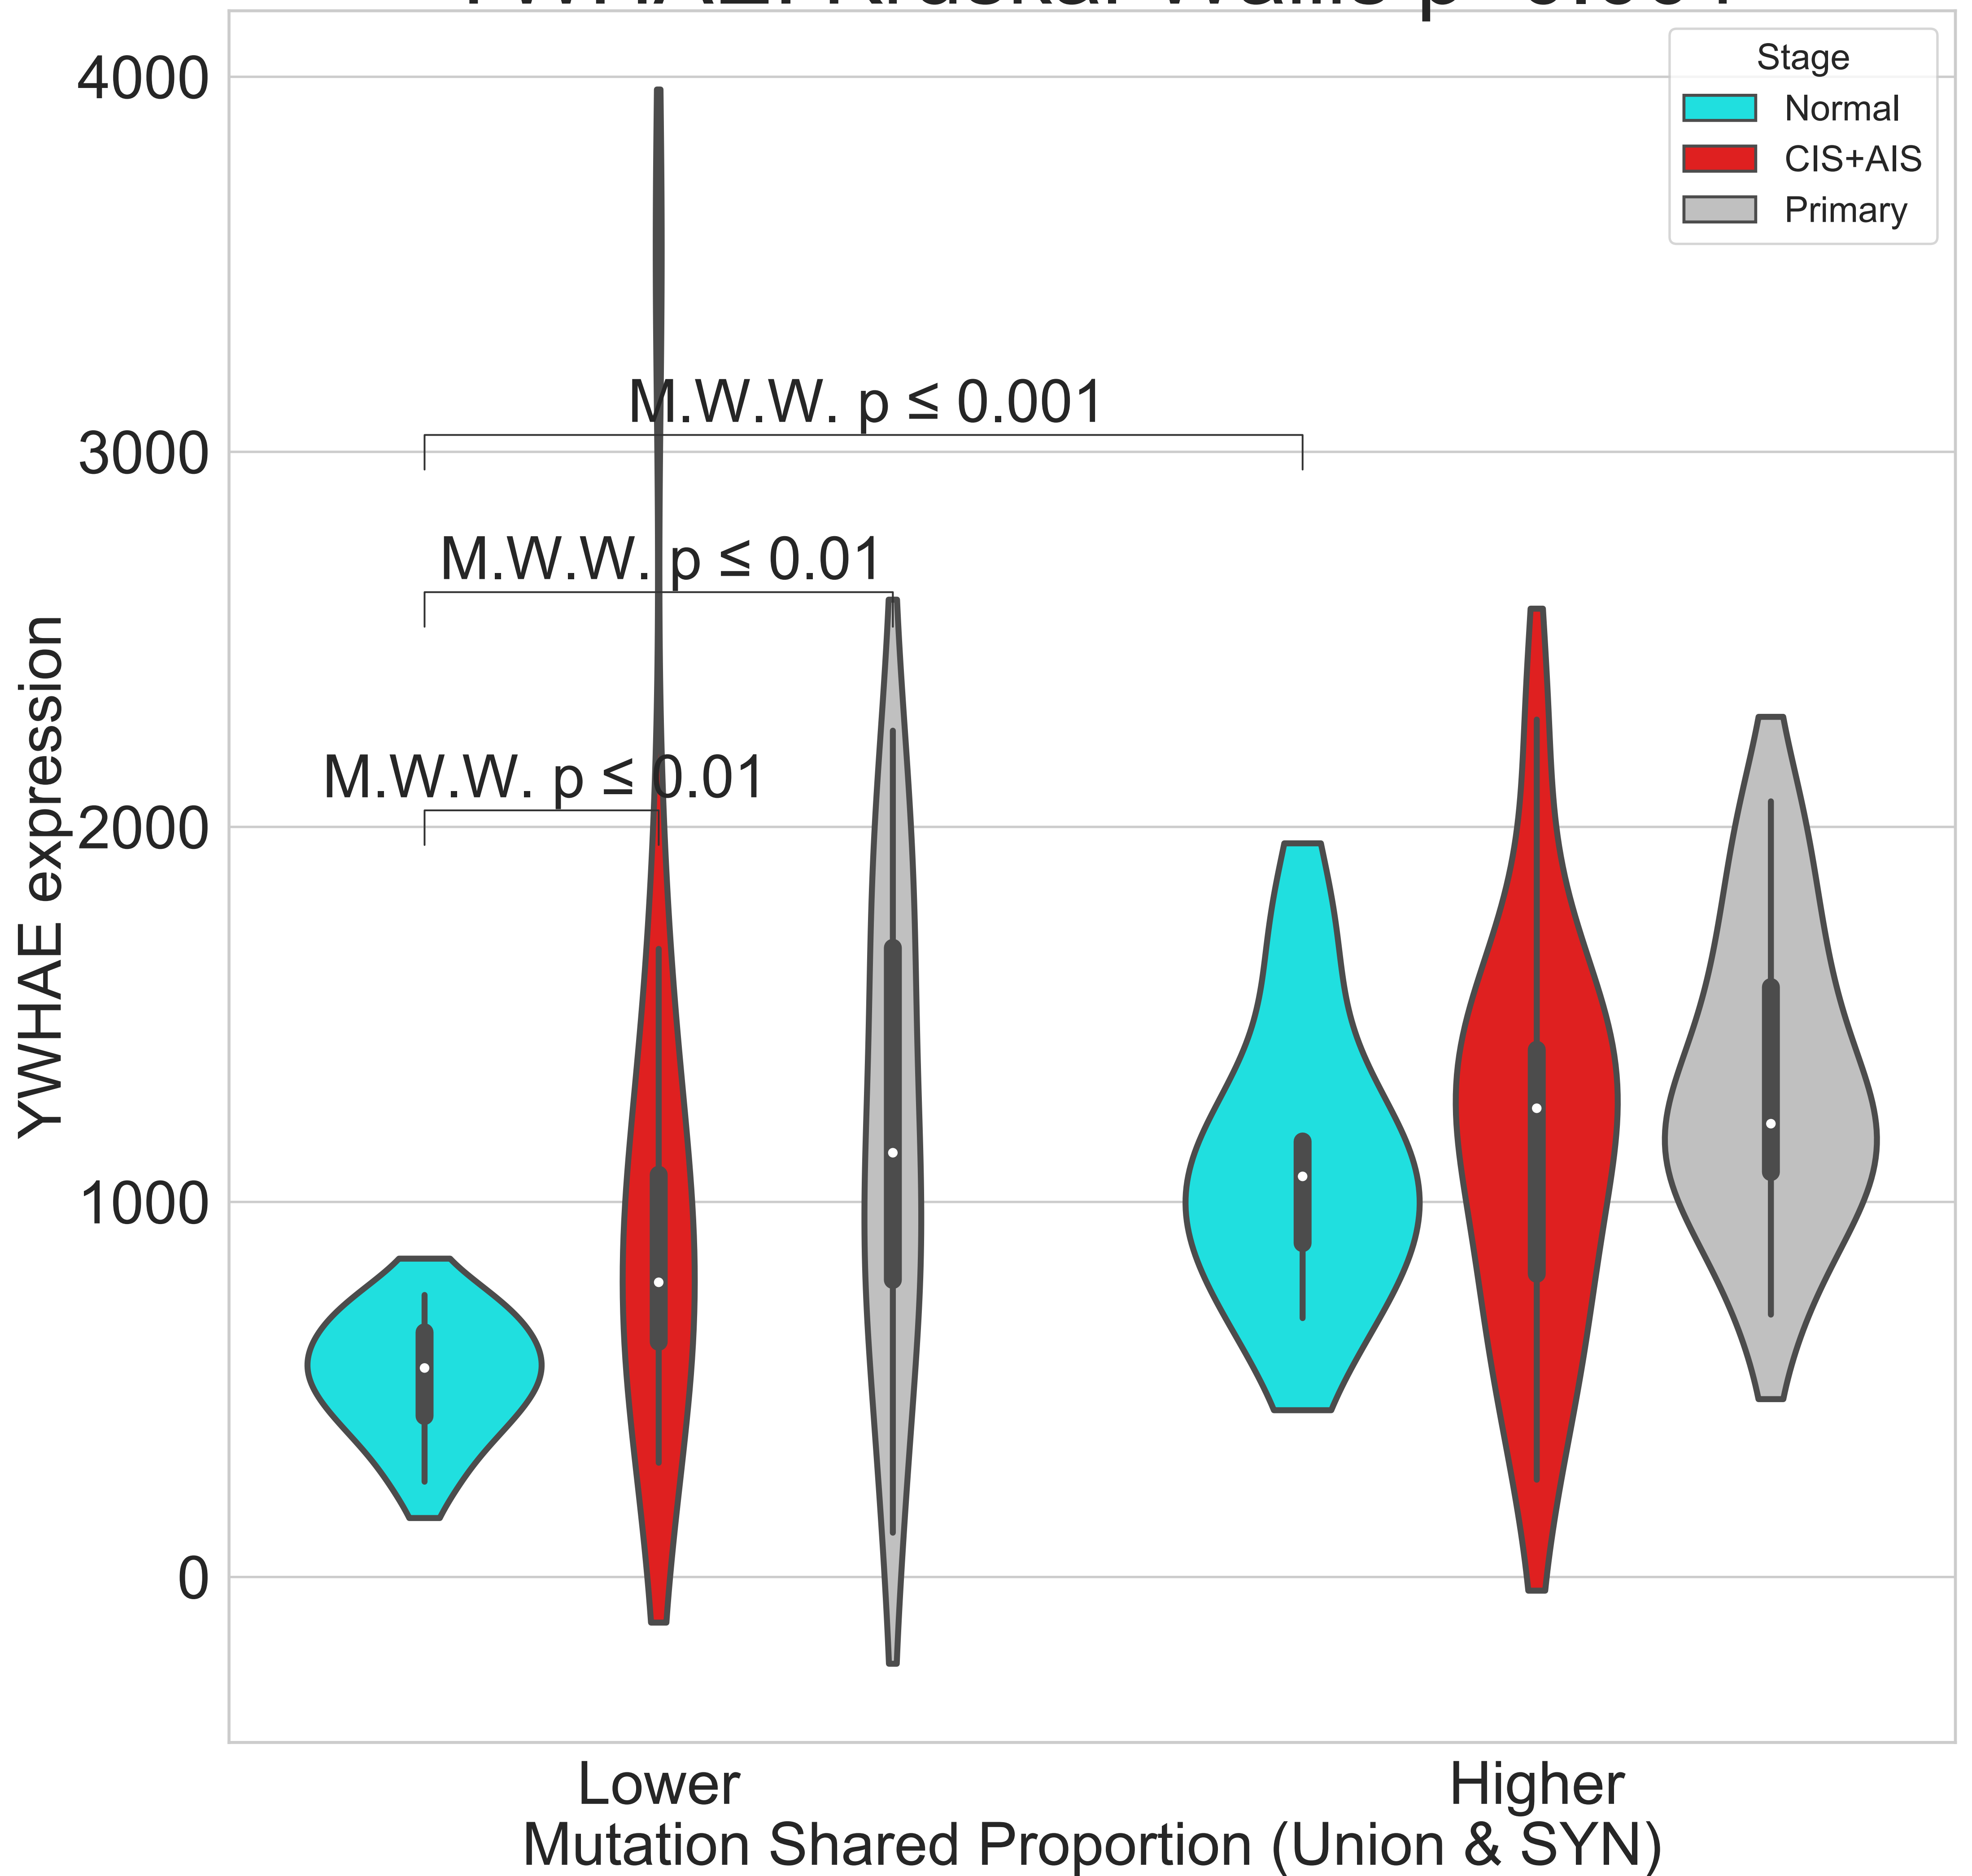 Stage
Normal
CIS+AIS
Primary
4000
3000
2000
1000
0
YWHAE expression
M.W.W. p ≤ 0.001
M.W.W. p ≤ 0.01
M.W.W. p ≤ 0.01
Lower
Higher
Mutation Shared Proportion (Union & SYN)